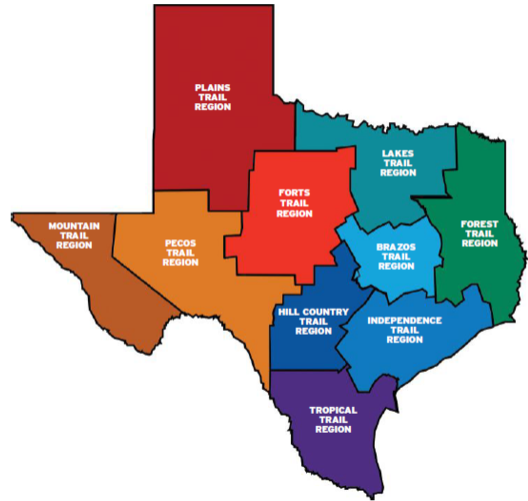 PLAINS
TRAIL
REGION
LAKES
TRAIL
REGION
FORTS
TRAIL
REGION
MOUNTAIN
TRAIL
REGION
PECOS
TRAIL
REGION
BRAZOS
TRAIL
REGION
FOREST
TRAIL
REGION
HILL COUNTRY
TRAIL
REGION
INDEPENDENCE
TRAIL
REGION
TROPICAL
TRAIL
REGION